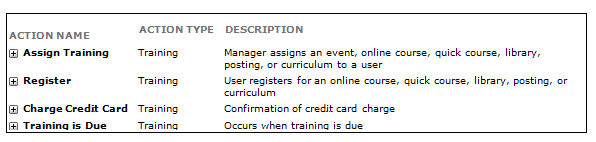 ACTION NAME ACTION TYPE DESCRIPTION
Assign Training Training Manager assigns an event, online course, quick course, library,
posting, or curriculum to a user
Register Training User registers for an online course, quick course, library, posting, or
curriculum
Charge Credit Card Training Confirmation of credit card charge
Training is Due Training Occurs when training is due